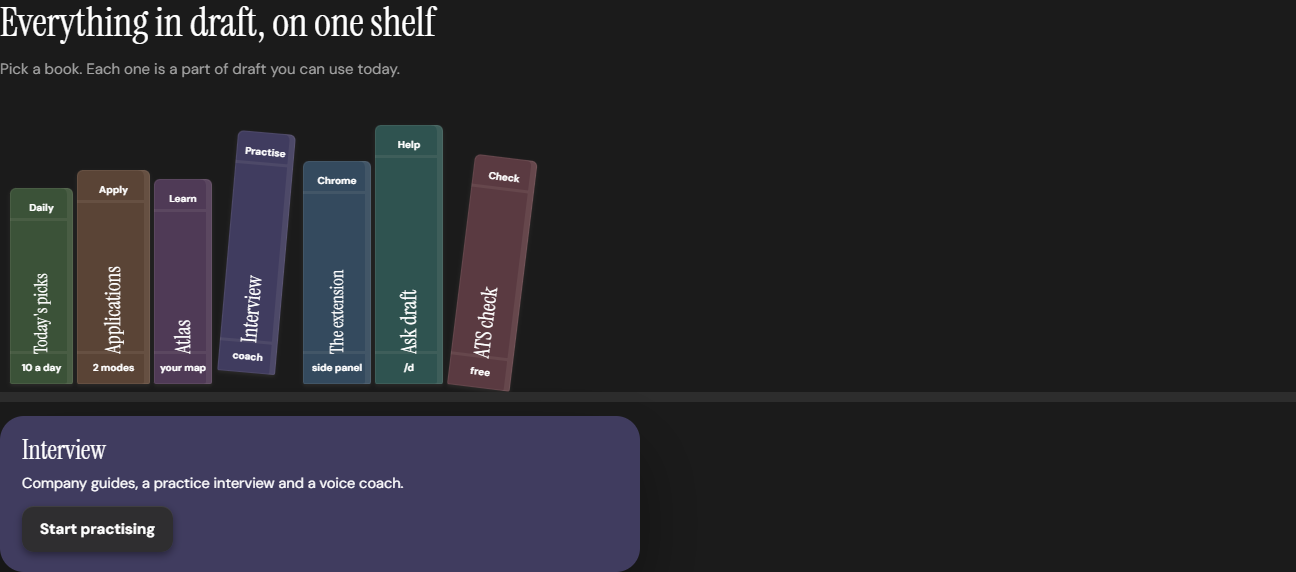 Everything in draft, on one shelf
Pick a book. Each one is a part of draft you can use today.
Daily
Today's picks
10 a day
Apply
Applications
2 modes
Learn
Atlas
your map
Practise
Interview
coach
Chrome
The extension
side panel
Help
Ask draft
/d
Check
ATS check
free
Interview
Company guides, a practice interview and a voice coach.
Start practising